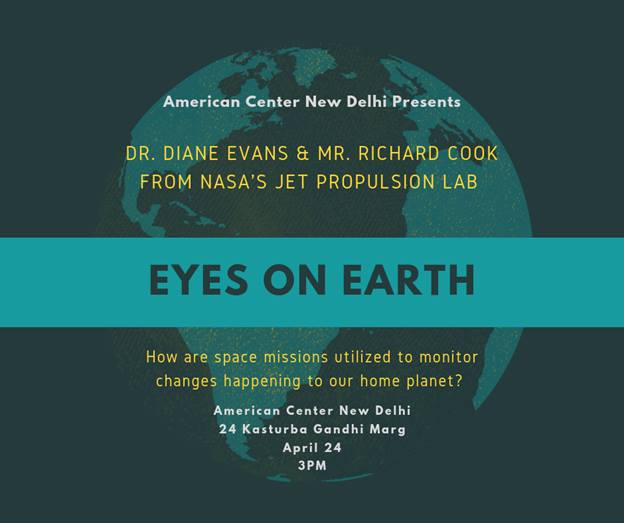 American Center New Delhi Presents
DR. DIANE EVANS & MR. RICHARD COOK
FROM NASA'S JET PROPULSION LAB
EYES ON EARTH
How are space missions utilized to monitor
changes happening to our home planet?
American Center New Delhi
24 Kasturba Gandhi Marg
April 24
3PM